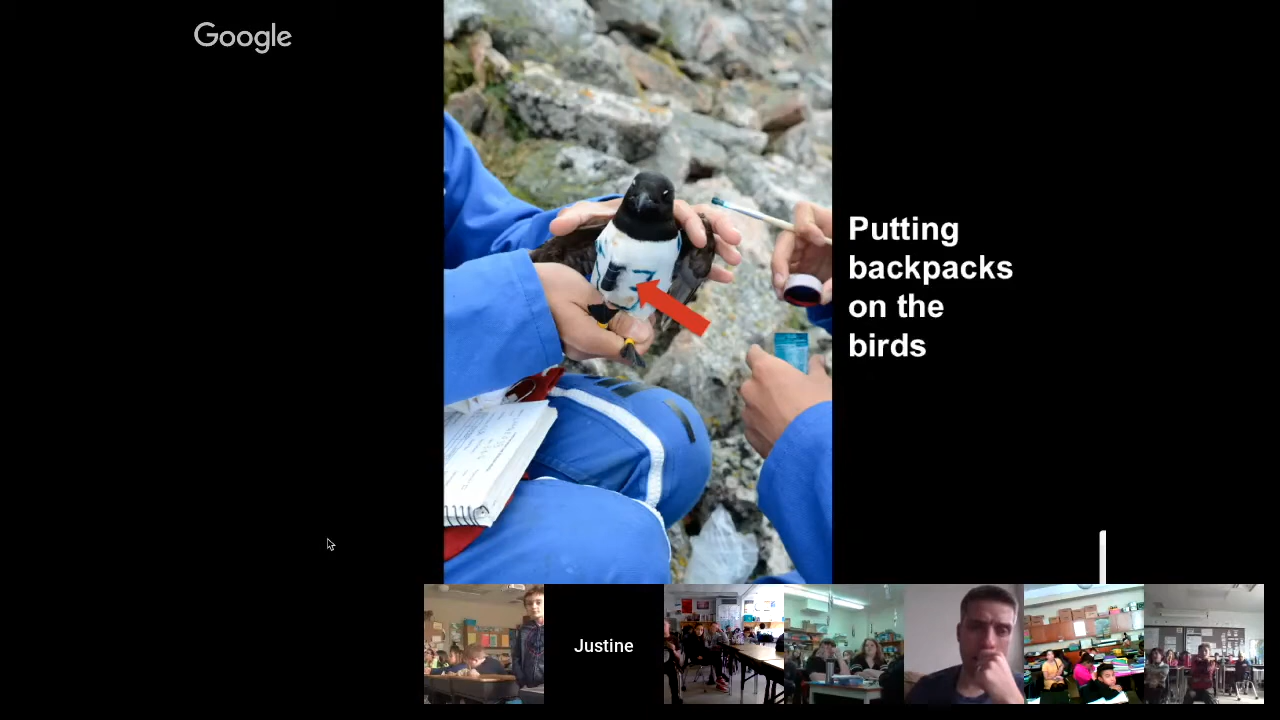 Google
Putting
backpacks
on the
birds
Justine